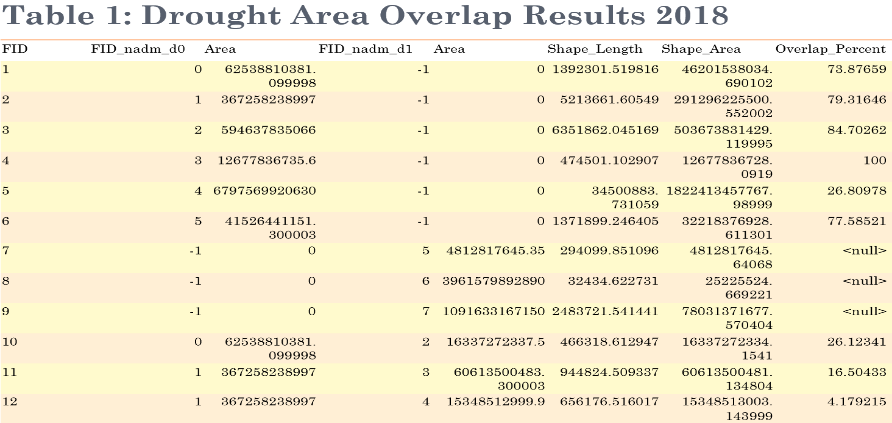 Table 1: Drought Area Overlap Results 2018
FID FID_nadm_d0 Area FID_nadm_d1 Area Shape_Length Shape_Area Overlap_Percent
1 0 62538810381. -1 0 1392301.519816 46201538034. 73.87659
099998 690102
2 1 367258238997 -1 0 5213661.60549 291296225500. 79.31646
552002
3 2 594637835066 -1 0 6351862.045169 503673831429. 84.70262
119995
4 3 12677836735.6 -1 0 474501.102907 12677836728. 100
0919
5 4 6797569920630 -1 0 34500883. 1822413457767. 26.80978
731059 98999
6 5 41526441151. -1 0 1371899.246405 32218376928. 77.58521
300003 611301
7 -1 0 5 4812817645.35 294099.851096 4812817645. <null>
64068
8 -1 0 6 3961579892890 32434.622731 25225524. <null>
669221
9 -1 0 7 1091633167150 2483721.541441 78031371677. <null>
570404
10 0 62538810381. 2 16337272337.5 466318.612947 16337272334. 26.12341
099998 1541
11 1 367258238997 3 60613500483. 944824.509337 60613500481. 16.50433
300003 134804
12 1 367258238997 4 15348512999.9 656176.516017 15348513003. 4.179215
143999